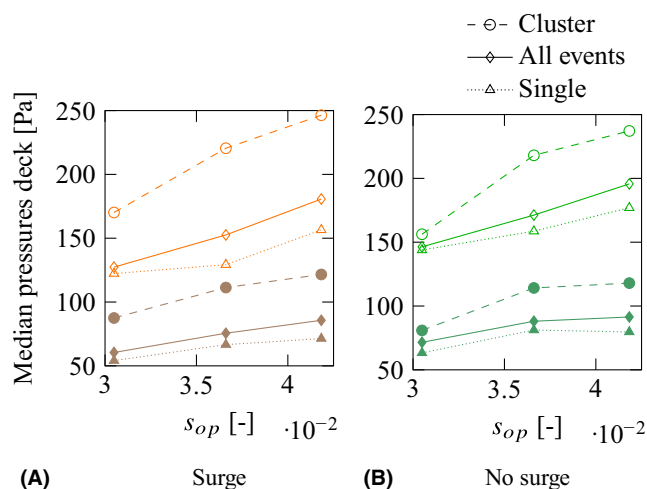 Cluster
All events
Single
Median pressures deck [Pa]
250
200
150
100
50
3
3.5
4
s_op [-]
·10⁻²
250
200
150
100
50
3
3.5
4
s_op [-]
·10⁻²
(A) Surge
(B) No surge